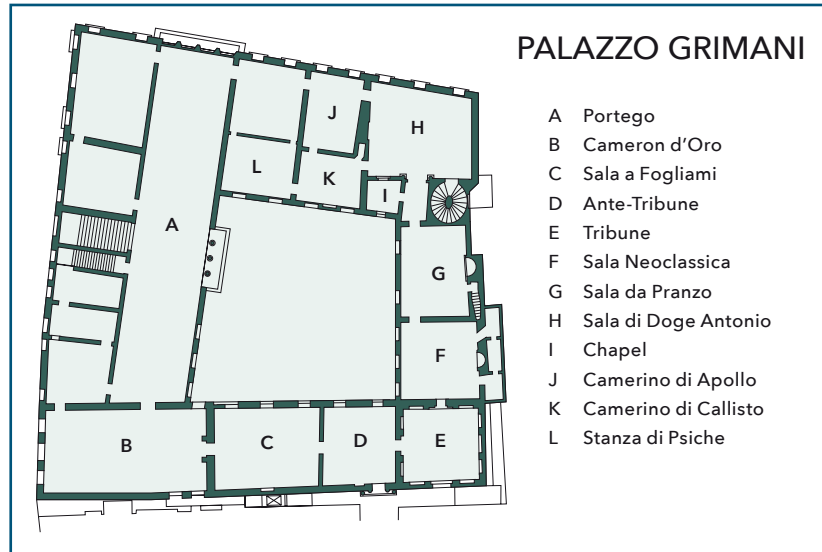 PALAZZO GRIMANI
A Portego
B Cameron d’Oro
C Sala a Fogliami
D Ante-Tribune
E Tribune
F Sala Neoclassica
G Sala da Pranzo
H Sala di Doge Antonio
I Chapel
J Camerino di Apollo
K Camerino di Callisto
L Stanza di Psiche
J
H
L
K
I
A
G
F
B
C
D
E